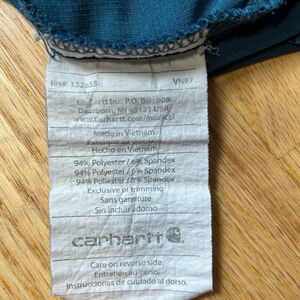 VN97
Carhartt Inc. P.O. Box 600
Dearborn, MI 48121 USA
www.Carhartt.com/medical
Made in Vietnam
Fabriqué au Vietnam
Hecho en Vietnam
94% Polyester / 6% Spandex
94% Polyester / 6% Spandex
94% Poliéster / 6% Spandex
Exclusive of trimming
Sans garniture
Sin incluir adorno
carhartt
Care on reverse side.
Entretien au verso.
Instrucciones de cuidado al dorso.